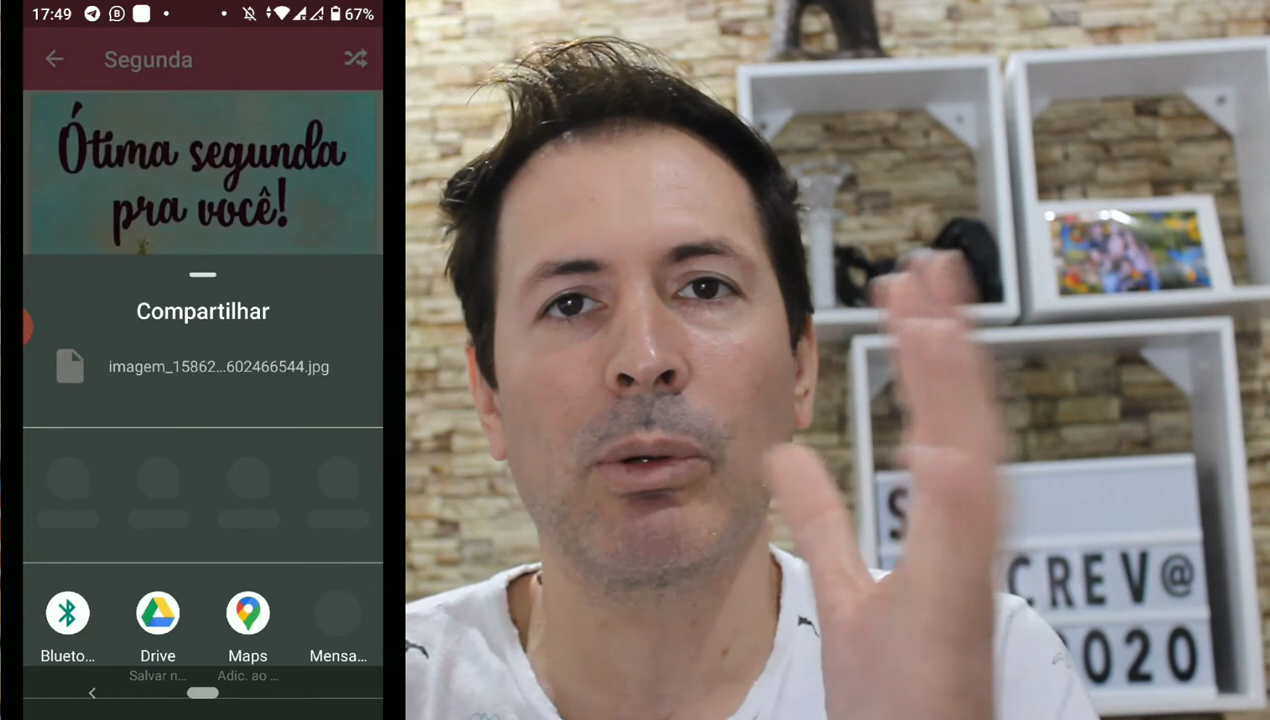 17:49
67%
Segunda
Ótima segunda
pra você!
Compartilhar
imagem_15862...602466544.jpg
Blueto...
Drive
Maps
Mensa...
Salvar n...
Adic. ao ...
S
CREV@
2020